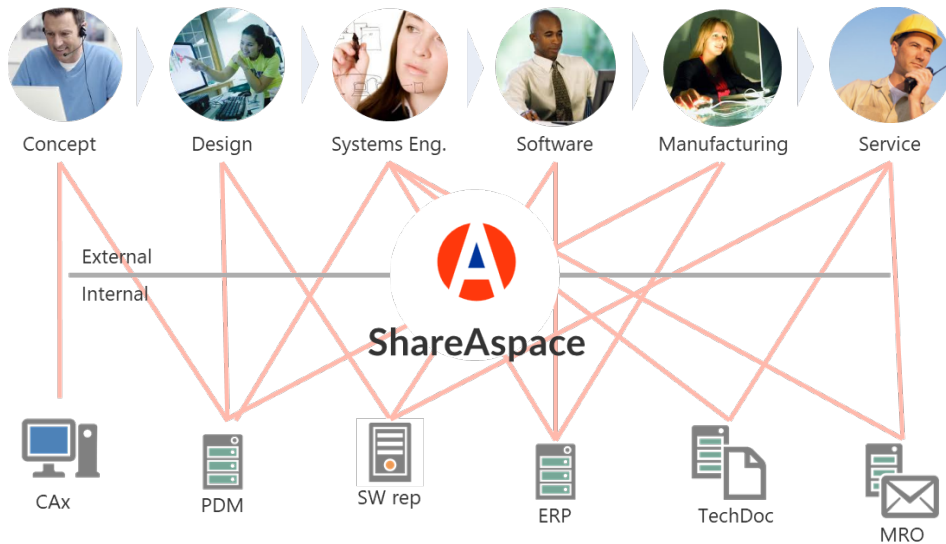 Concept
Design
Systems Eng.
Software
Manufacturing
Service
External
Internal
ShareAspace
CAx
PDM
SW rep
ERP
TechDoc
MRO